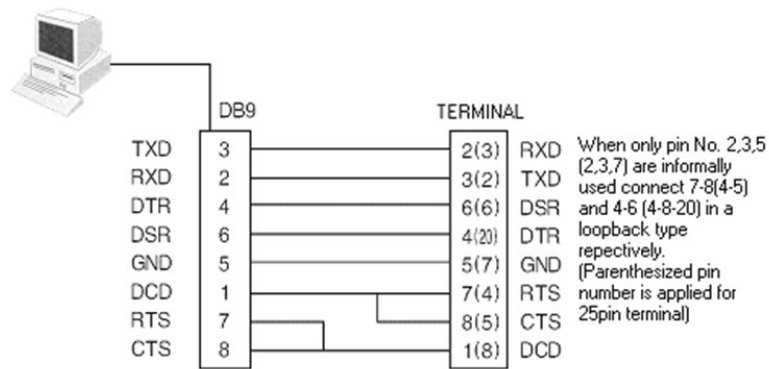 DB9 TERMINAL
TXD 3 2(3) RXD
RXD 2 3(2) TXD
DTR 4 6(6) DSR
DSR 6 4(20) DTR
GND 5 5(7) GND
DCD 1 7(4) RTS
RTS 7 8(5) CTS
CTS 8 1(8) DCD
When only pin No. 2,3,5
(2,3,7) are informally
used connect 7-8(4-5)
and 4-6 (4-8-20) in a
loopback type
repectively.
(Parenthesized pin
number is applied for
25pin terminal)